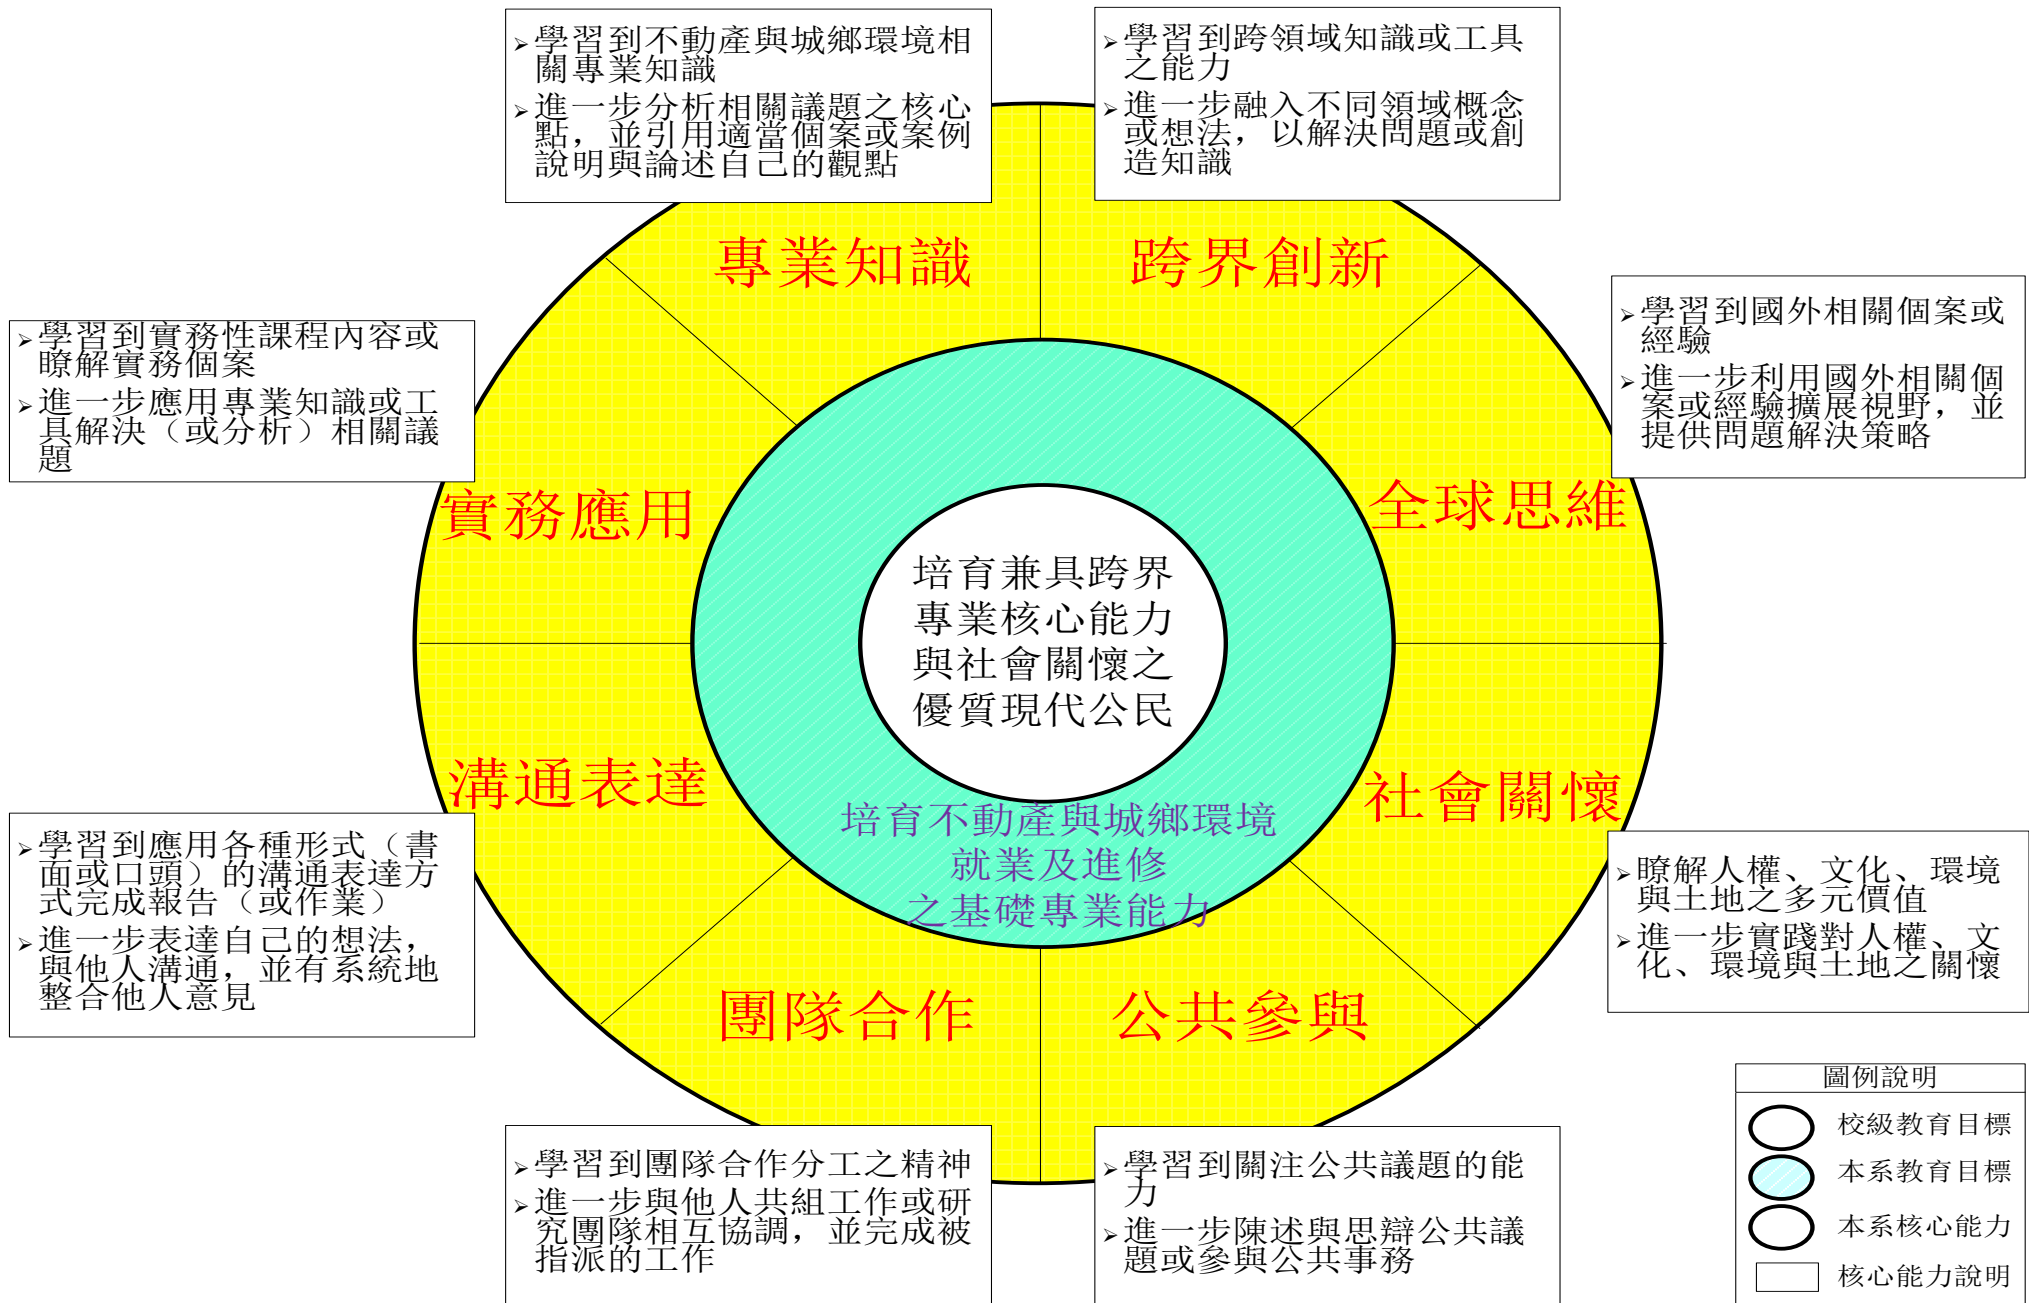 ➢學習到不動產與城鄉環境相
關專業知識
➢進一步分析相關議題之核心
點，並引用適當個案或案例
說明與論述自己的觀點
➢學習到跨領域知識或工具
之能力
➢進一步融入不同領域概念
或想法，以解決問題或創
造知識
專業知識
跨界創新
➢學習到實務性課程內容或
瞭解實務個案
➢進一步應用專業知識或工
具解決（或分析）相關議
題
➢學習到國外相關個案或
經驗
➢進一步利用國外相關個
案或經驗擴展視野，並
提供問題解決策略
實務應用
全球思維
培育兼具跨界
專業核心能力
與社會關懷之
優質現代公民
溝通表達
社會關懷
培育不動產與城鄉環境
就業及進修
之基礎專業能力
➢學習到應用各種形式（書
面或口頭）的溝通表達方
式完成報告（或作業）
➢進一步表達自己的想法，
與他人溝通，並有系統地
整合他人意見
➢瞭解人權、文化、環境
與土地之多元價值
➢進一步實踐對人權、文
化、環境與土地之關懷
團隊合作
公共參與
➢學習到團隊合作分工之精神
➢進一步與他人共組工作或研
究團隊相互協調，並完成被
指派的工作
➢學習到關注公共議題的能
力
➢進一步陳述與思辯公共議
題或參與公共事務
圖例說明
校級教育目標
本系教育目標
本系核心能力
核心能力說明